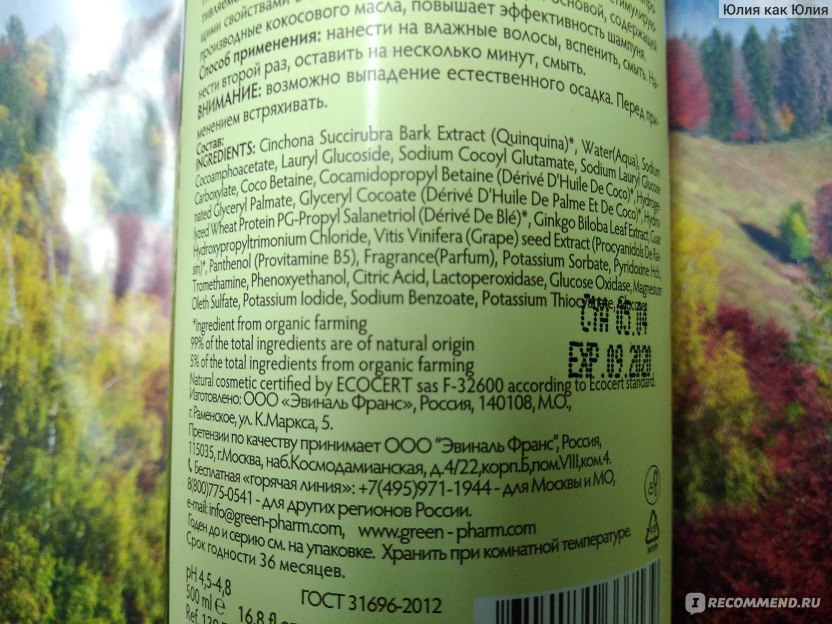 Юлия как Юлия
щими свойствами
основой, содержащей
производные кокосового масла, повышает эффективность шампуня.
Способ применения: нанести на влажные волосы, вспенить, смыть. На-
нести второй раз, оставить на несколько минут, смыть.
ВНИМАНИЕ: возможно выпадение естественного осадка. Перед при-
менением встряхивать.
Состав:
INGREDIENTS: Cinchona Succirubra Bark Extract (Quinquina)*, Water(Aqua), Sodium
Cocoamphoacetate, Lauryl Glucoside, Sodium Cocoyl Glutamate, Sodium Lauryl Glucose
Carboxylate, Coco Betaine, Cocamidopropyl Betaine (Dérivé D'Huile De Coco)*, Hydroge-
nated Glyceryl Palmate, Glyceryl Cocoate (Dérivé D'Huile De Palme Et De Coco)*, Hydro-
lyzed Wheat Protein PG-Propyl Salanetriol (Dérivé De Blé)*, Ginkgo Biloba Leaf Extract, Guar
Hydroxypropyltrimonium Chloride, Vitis Vinifera (Grape) seed Extract (Procyanidols De Rai-
sin)*, Panthenol (Provitamine B5), Fragrance(Parfum), Potassium Sorbate, Pyridoxine Hcl,
Tromethamine, Phenoxyethanol, Citric Acid, Lactoperoxidase, Glucose Oxidase, Magnesium
Oleth Sulfate, Potassium Iodide, Sodium Benzoate, Potassium Thiocyanate, Glucose
*Ingredient from organic farming
99% of the total ingredients are of natural origin
5% of the total ingredients from organic farming
EXP.09.2020
Natural cosmetic certified by ECOCERT sas F-32600 according to Ecocert standard.
Изготовлено: ООО «Эвиналь Франс», Россия, 140108, М.О.,
г. Раменское, ул. К.Маркса, 5.
Претензии по качеству принимает ООО "Эвиналь Франс", Россия,
115035, г.Москва, наб.Космодамианская, д.4/22,корп.Б,пом.VIII,ком.4.
Бесплатная «горячая линия»: +7(495)971-1944 - для Москвы и МО,
8(800)775-0541 - для других регионов России.
e-mail: info@green-pharm.com, www.green - pharm.com
Годен до и серию см. на упаковке. Хранить при комнатной температуре.
Срок годности 36 месяцев.
pH 4,5-4,8
ГОСТ 31696-2012
500 ml e 16.8 fl
Ref.
I RECOMMEND.RU